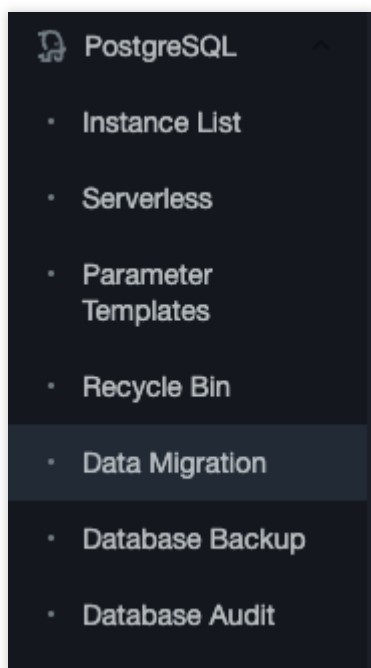 PostgreSQL
Instance List
Serverless
Parameter
Templates
Recycle Bin
Data Migration
Database Backup
Database Audit